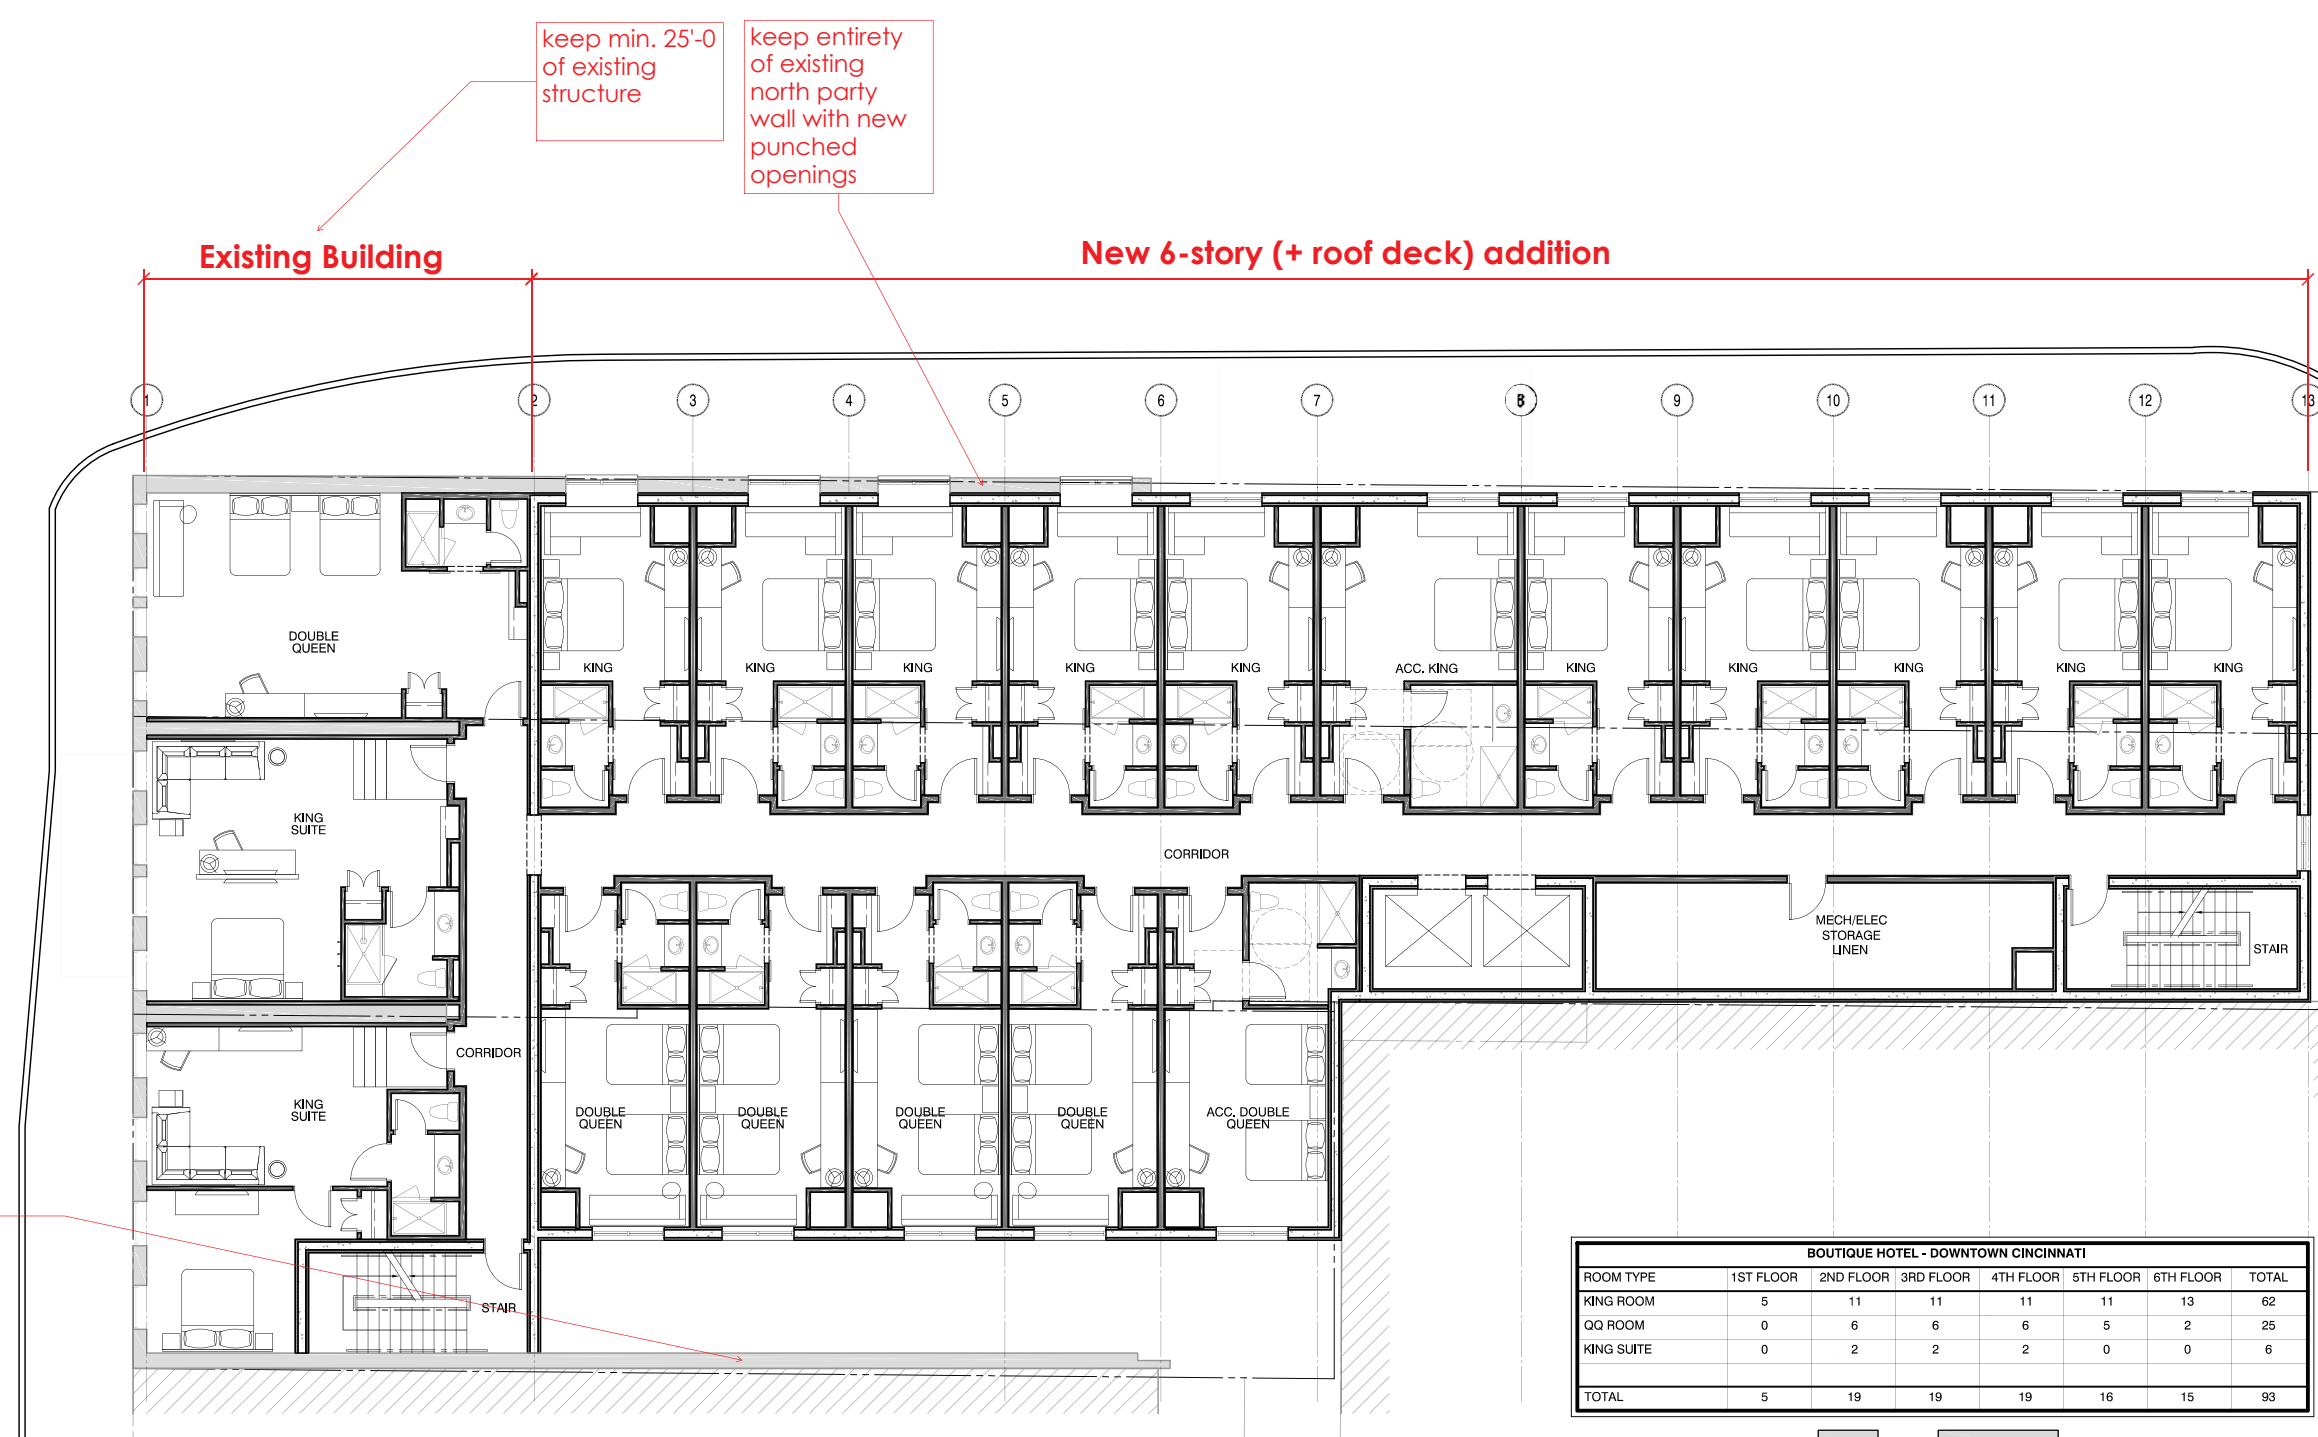 keep min. 25'-0
of existing
structure
keep entirety
of existing
north party
wall with new
punched
openings
Existing Building
New 6-story (+ roof deck) addition
1
2
3
4
5
6
7
9
10
11
12
13
DOUBLE
QUEEN
KING
KING
KING
KING
KING
ACC. KING
KING
KING
KING
KING
KING
KING
SUITE
CORRIDOR
MECH/ELEC
STORAGE
LINEN
STAIR
CORRIDOR
KING
SUITE
DOUBLE
QUEEN
DOUBLE
QUEEN
DOUBLE
QUEEN
DOUBLE
QUEEN
ACC. DOUBLE
QUEEN
STAIR
BOUTIQUE HOTEL - DOWNTOWN CINCINNATI
ROOM TYPE 1ST FLOOR 2ND FLOOR 3RD FLOOR 4TH FLOOR 5TH FLOOR 6TH FLOOR TOTAL
KING ROOM 5 11 11 11 11 13 62
QQ ROOM 0 6 6 6 5 2 25
KING SUITE 0 2 2 2 0 0 6
TOTAL 5 19 19 19 16 15 93